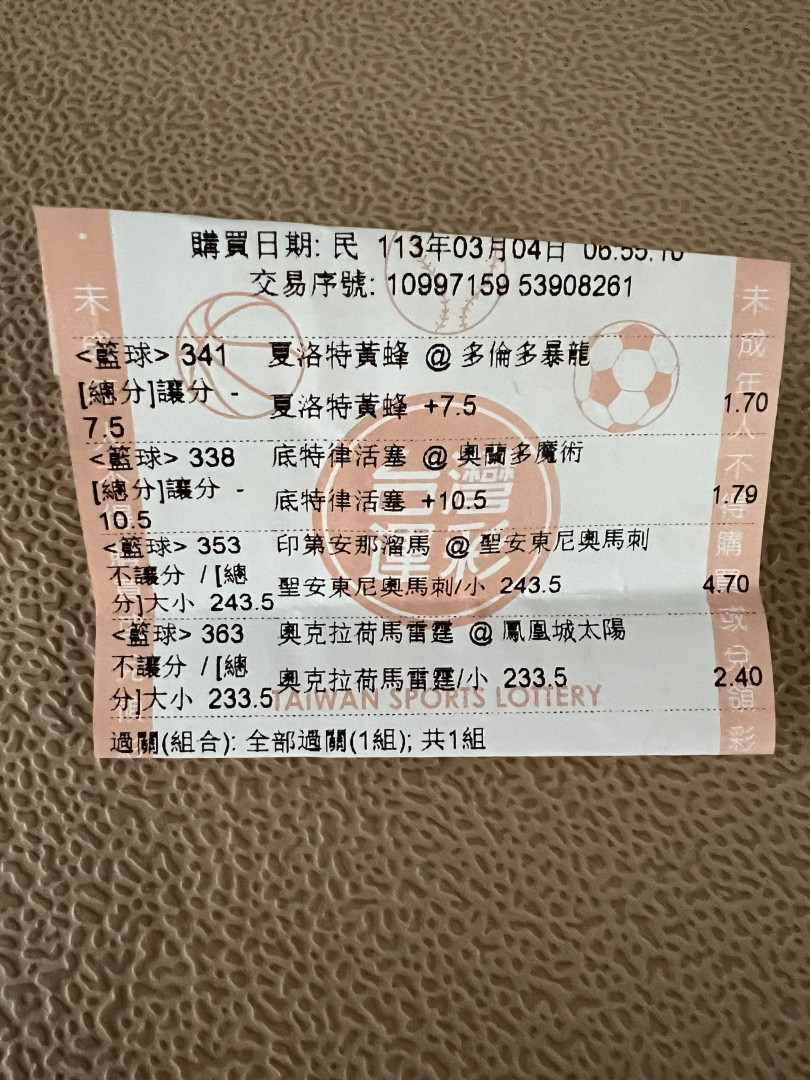 購買日期: 民 113年03月04日 06:55:10
交易序號: 10997159 53908261
<籃球> 341 夏洛特黃蜂 @ 多倫多暴龍
[總分]讓分 - 7.5 夏洛特黃蜂 +7.5 1.70
<籃球> 338 底特律活塞 @ 奧蘭多魔術
[總分]讓分 - 10.5 底特律活塞 +10.5 1.79
<籃球> 353 印第安那溜馬 @ 聖安東尼奧馬刺
不讓分 / [總分]大小 243.5 聖安東尼奧馬刺/小 243.5 4.70
<籃球> 363 奧克拉荷馬雷霆 @ 鳳凰城太陽
不讓分 / [總分]大小 233.5 奧克拉荷馬雷霆/小 233.5 2.40
過關(組合): 全部過關(1組); 共1組
台灣運彩
TAIWAN SPORTS LOTTERY
未成年人不得購買或兌領彩